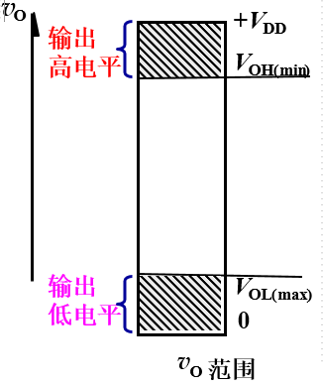 vO
+VDD
输出
高电平
VOH(min)
输出
低电平
VOL(max)
0
vO 范围